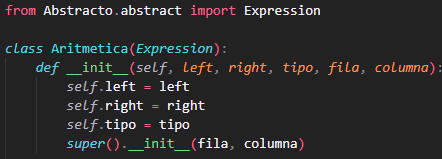 from Abstracto.abstract import Expression
class Aritmetica(Expression):
    def __init__(self, left, right, tipo, fila, columna):
        self.left = left
        self.right = right
        self.tipo = tipo
        super().__init__(fila, columna)